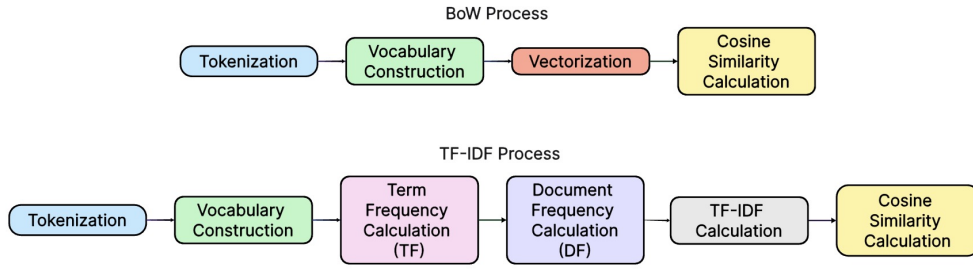 BoW Process
Tokenization
Vocabulary
Construction
Vectorization
Cosine
Similarity
Calculation
TF-IDF Process
Tokenization
Vocabulary
Construction
Term
Frequency
Calculation
(TF)
Document
Frequency
Calculation
(DF)
TF-IDF
Calculation
Cosine
Similarity
Calculation